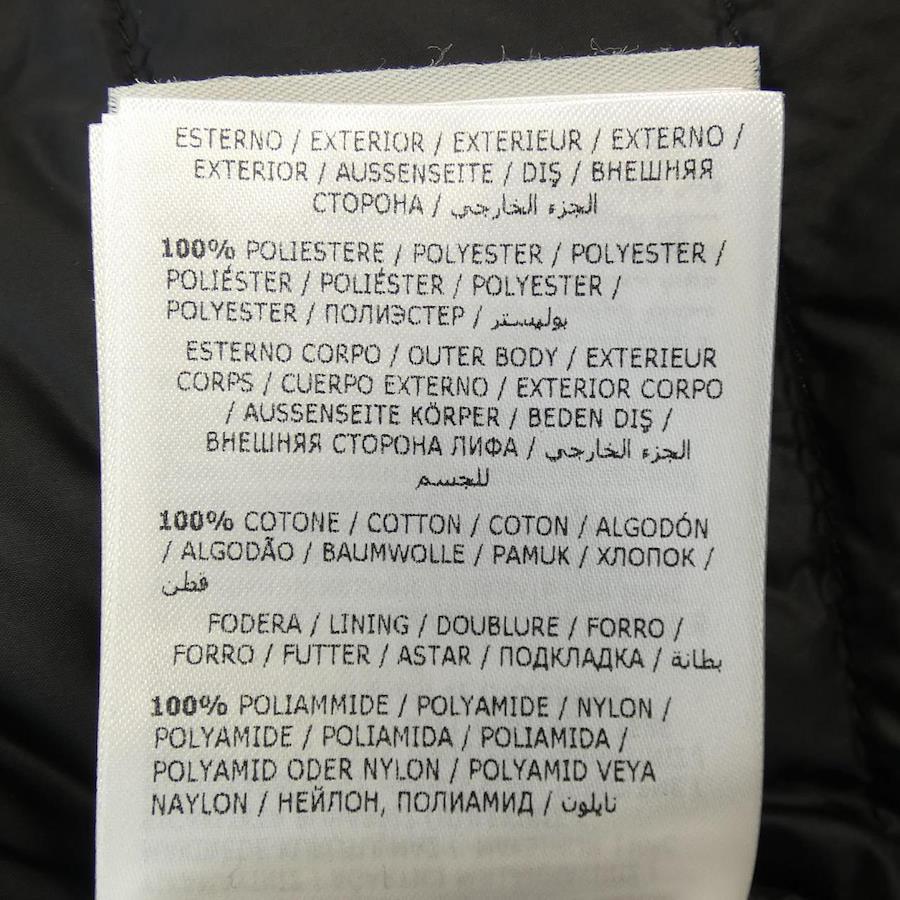 ESTERNO / EXTERIOR / EXTERIEUR / EXTERNO /
EXTERIOR / AUSSENSEITE / DIŞ / ВНЕШНЯЯ
СТОРОНА / الجزء الخارجي
100% POLIESTERE / POLYESTER / POLYESTER /
POLIÉSTER / POLIÉSTER / POLYESTER /
POLYESTER / ПОЛИЭСТЕР / بوليستر
ESTERNO CORPO / OUTER BODY / EXTERIEUR
CORPS / CUERPO EXTERNO / EXTERIOR CORPO
/ AUSSENSEITE KÖRPER / BEDEN DIŞ /
ВНЕШНЯЯ СТОРОНА ЛИФА / الجزء الخارجي
للجسم
100% COTONE / COTTON / COTON / ALGODÓN
/ ALGODÃO / BAUMWOLLE / PAMUK / ХЛОПОК /
قطن
FODERA / LINING / DOUBLURE / FORRO /
FORRO / FUTTER / ASTAR / ПОДКЛАДКА / بطانة
100% POLIAMMIDE / POLYAMIDE / NYLON /
POLYAMIDE / POLIAMIDA / POLIAMIDA /
POLYAMID ODER NYLON / POLYAMID VEYA
NAYLON / НЕЙЛОН, ПОЛИАМИД / نايلون